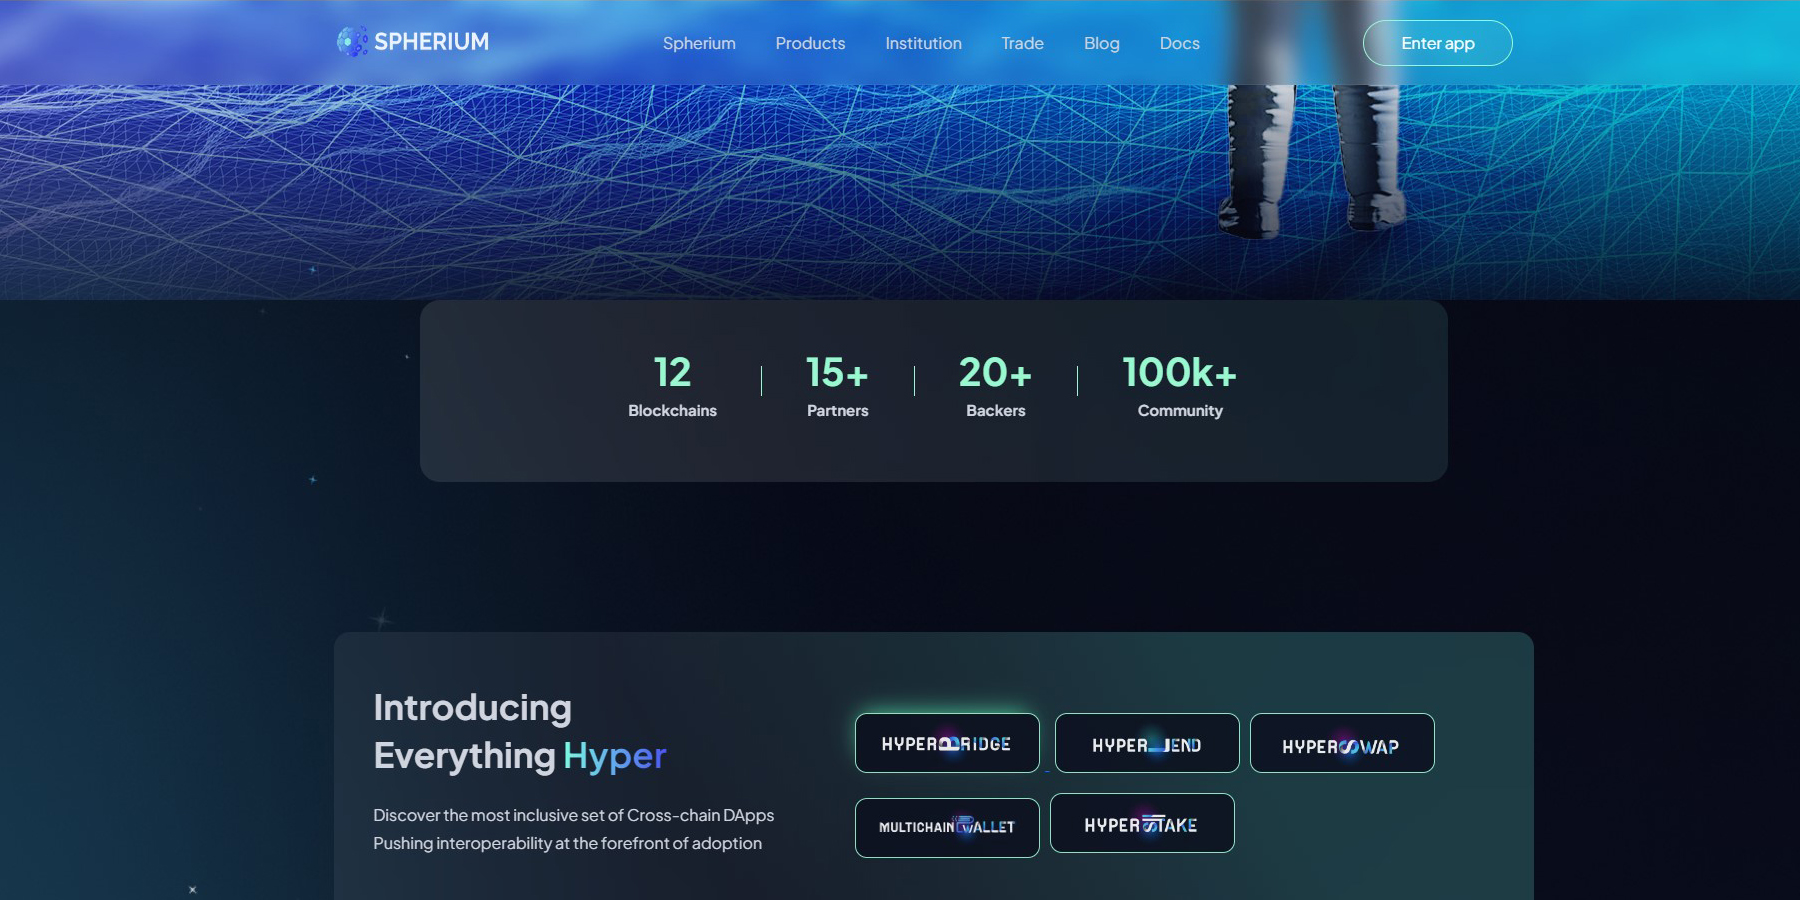 SPHERIUM
Spherium
Products
Institution
Trade
Blog
Docs
Enter app
12
Blockchains
15+
Partners
20+
Backers
100k+
Community
Introducing
Everything Hyper
Discover the most inclusive set of Cross-chain DApps
Pushing interoperability at the forefront of adoption
HYPERBRIDGE
HYPERLEND
HYPERSWAP
MULTICHAIN WALLET
HYPERSTAKE